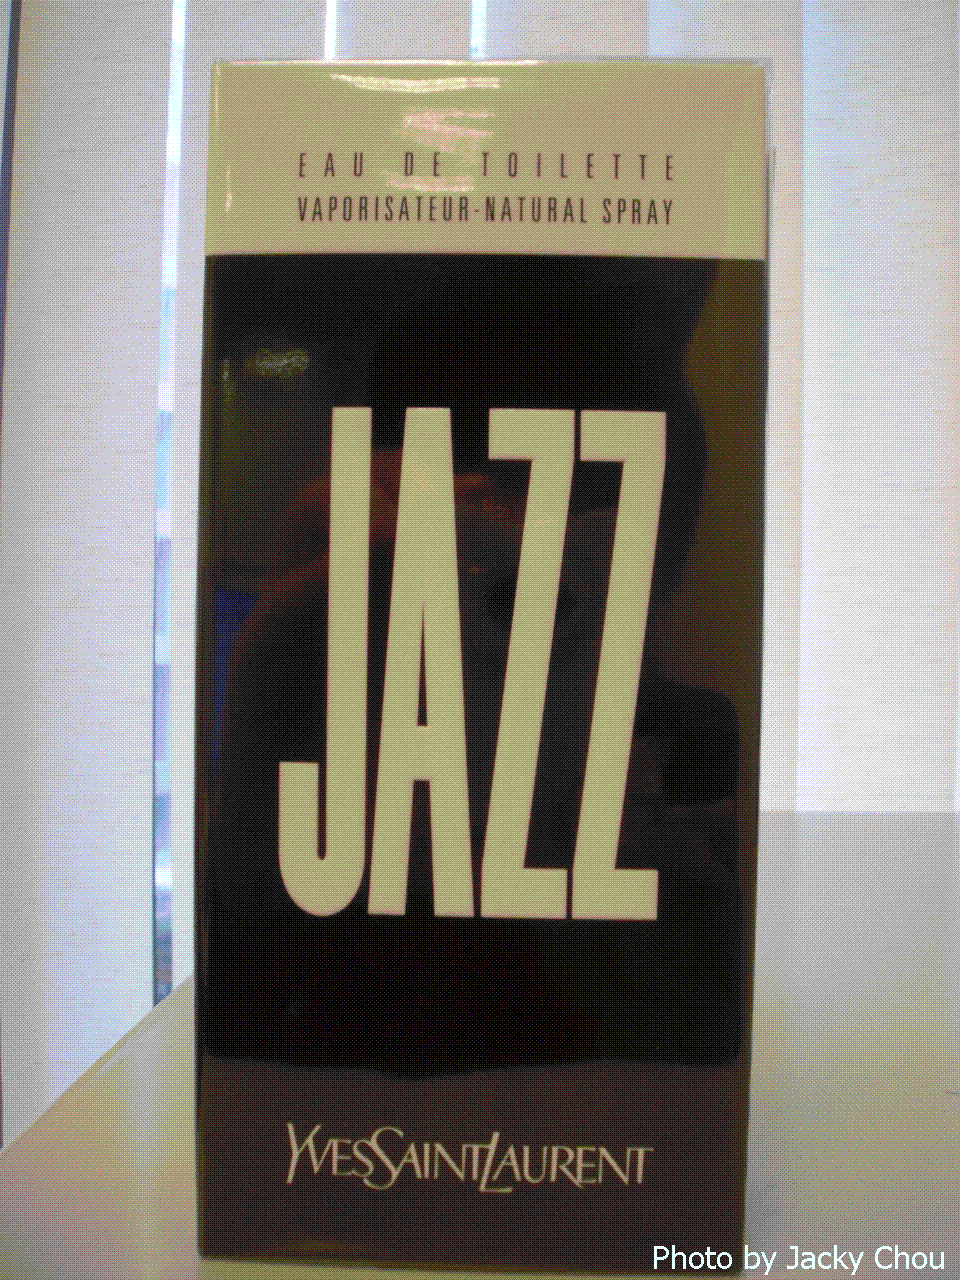 EAU DE TOILETTE
VAPORISATEUR-NATURAL SPRAY
JAZZ
YVESSAINTLAURENT
Photo by Jacky Chou